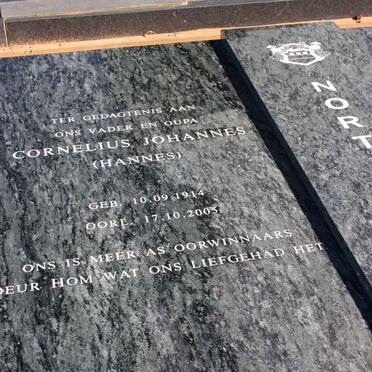 TER GEDAGTENIS AAN
ONS VADER EN OUPA
CORNELIUS JOHANNES
(HANNES)
GEB. 10.09.1914
OORL. 17.10.2005
ONS IS MEER AS OORWINNAARS
DEUR HOM WAT ONS LIEFGEHAD HET
NORT